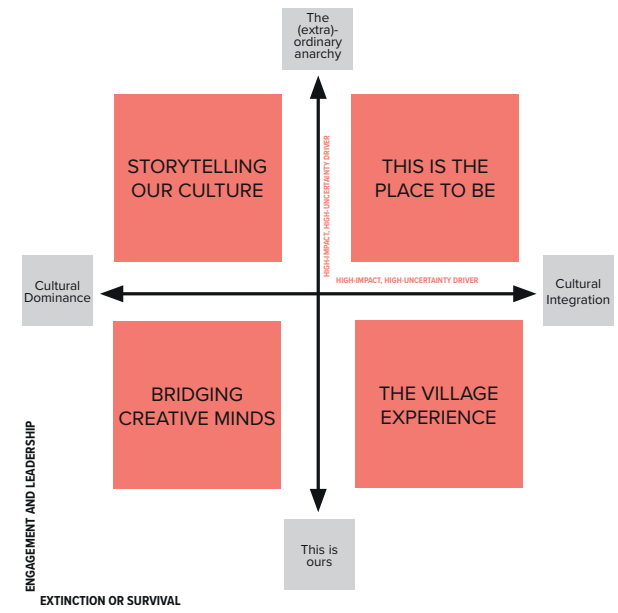 The
(extra)-
ordinary
anarchy
STORYTELLING
OUR CULTURE
THIS IS THE
PLACE TO BE
HIGH-IMPACT, HIGH-UNCERTAINTY DRIVER
HIGH-IMPACT, HIGH-UNCERTAINTY DRIVER
Cultural
Dominance
Cultural
Integration
BRIDGING
CREATIVE MINDS
THE VILLAGE
EXPERIENCE
This is
ours
ENGAGEMENT AND LEADERSHIP
EXTINCTION OR SURVIVAL